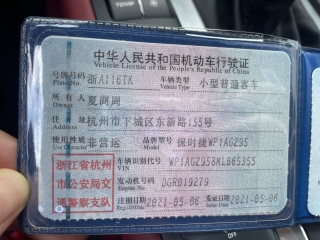 中华人民共和国机动车行驶证
Vehicle License of the People's Republic of China
号牌号码 浙A116TK 车辆类型 小型普通客车
Plate No. Vehicle Type
所有人 夏商周
Owner
住址 杭州市下城区东新路155号
Address
使用性质 非营运 品牌型号 保时捷WP1AG295
Model
浙江省杭州 车辆识别代号 WP1AG2958KLB65355
VIN
市公安局交 发动机号码 DGR019279
Engine No.
通警察支队 注册日期 2021-05-06 发证日期 2021-05-06
Register Date Issue Date